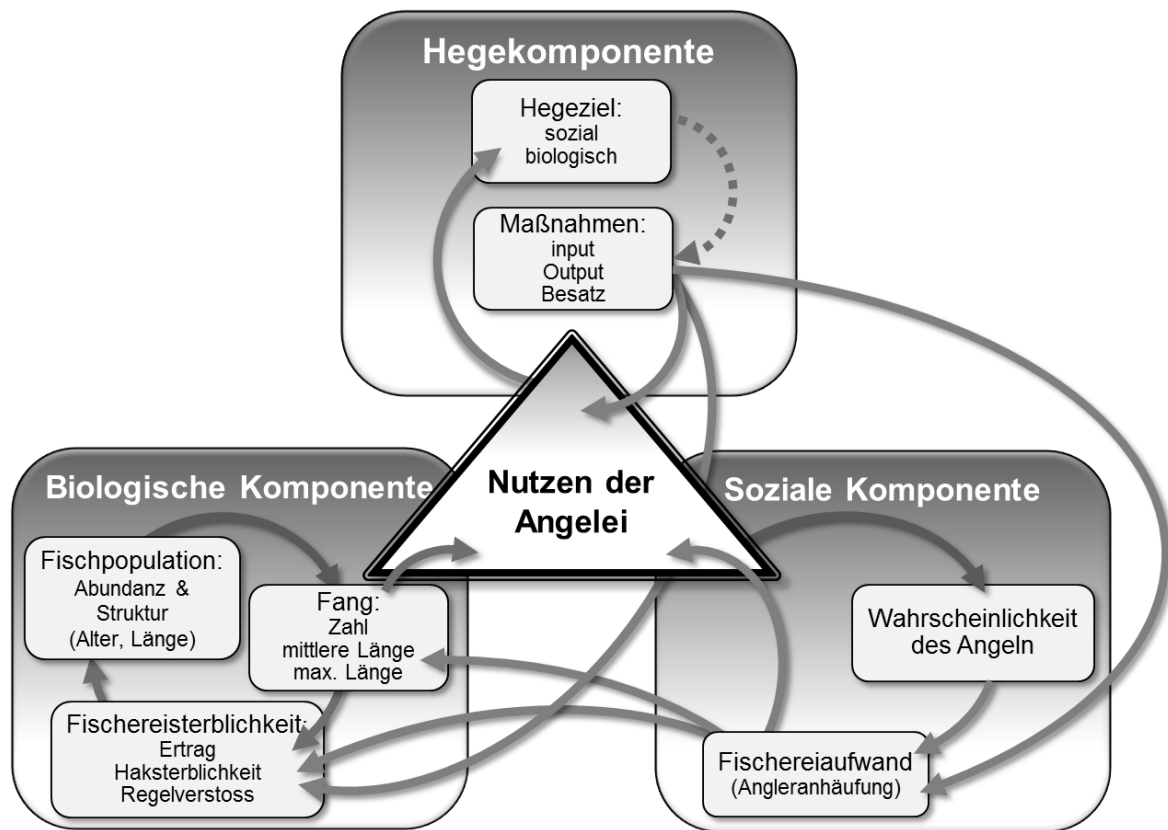 Hegekomponente
Hegeziel:
sozial
biologisch
Maßnahmen:
input
Output
Besatz
Nutzen der
Angelei
Biologische Komponente
Fischpopulation:
Abundanz &
Struktur
(Alter, Länge)
Fang:
Zahl
mittlere Länge
max. Länge
Fischereisterblichkeit:
Ertrag
Haksterblichkeit
Regelverstoss
Soziale Komponente
Wahrscheinlichkeit
des Angeln
Fischereiaufwand
(Angleranhäufung)